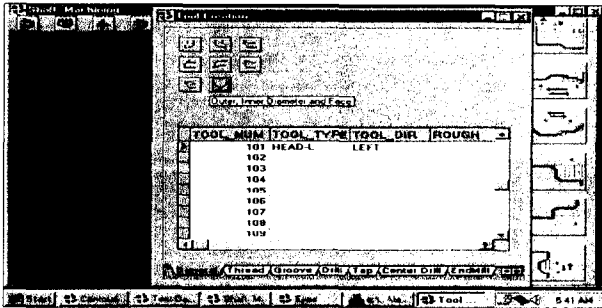 Shaft Machining
Tool Creation
Outer, Inner Diameter and Face
TOOL_NUM TOOL_TYPE TOOL_DIR ROUGH
101 HEAD-L LEFT
102
103
104
105
106
107
108
109
Thread Groove Drill Tap Center Drill EndMill
Start Tool 5:41 AM